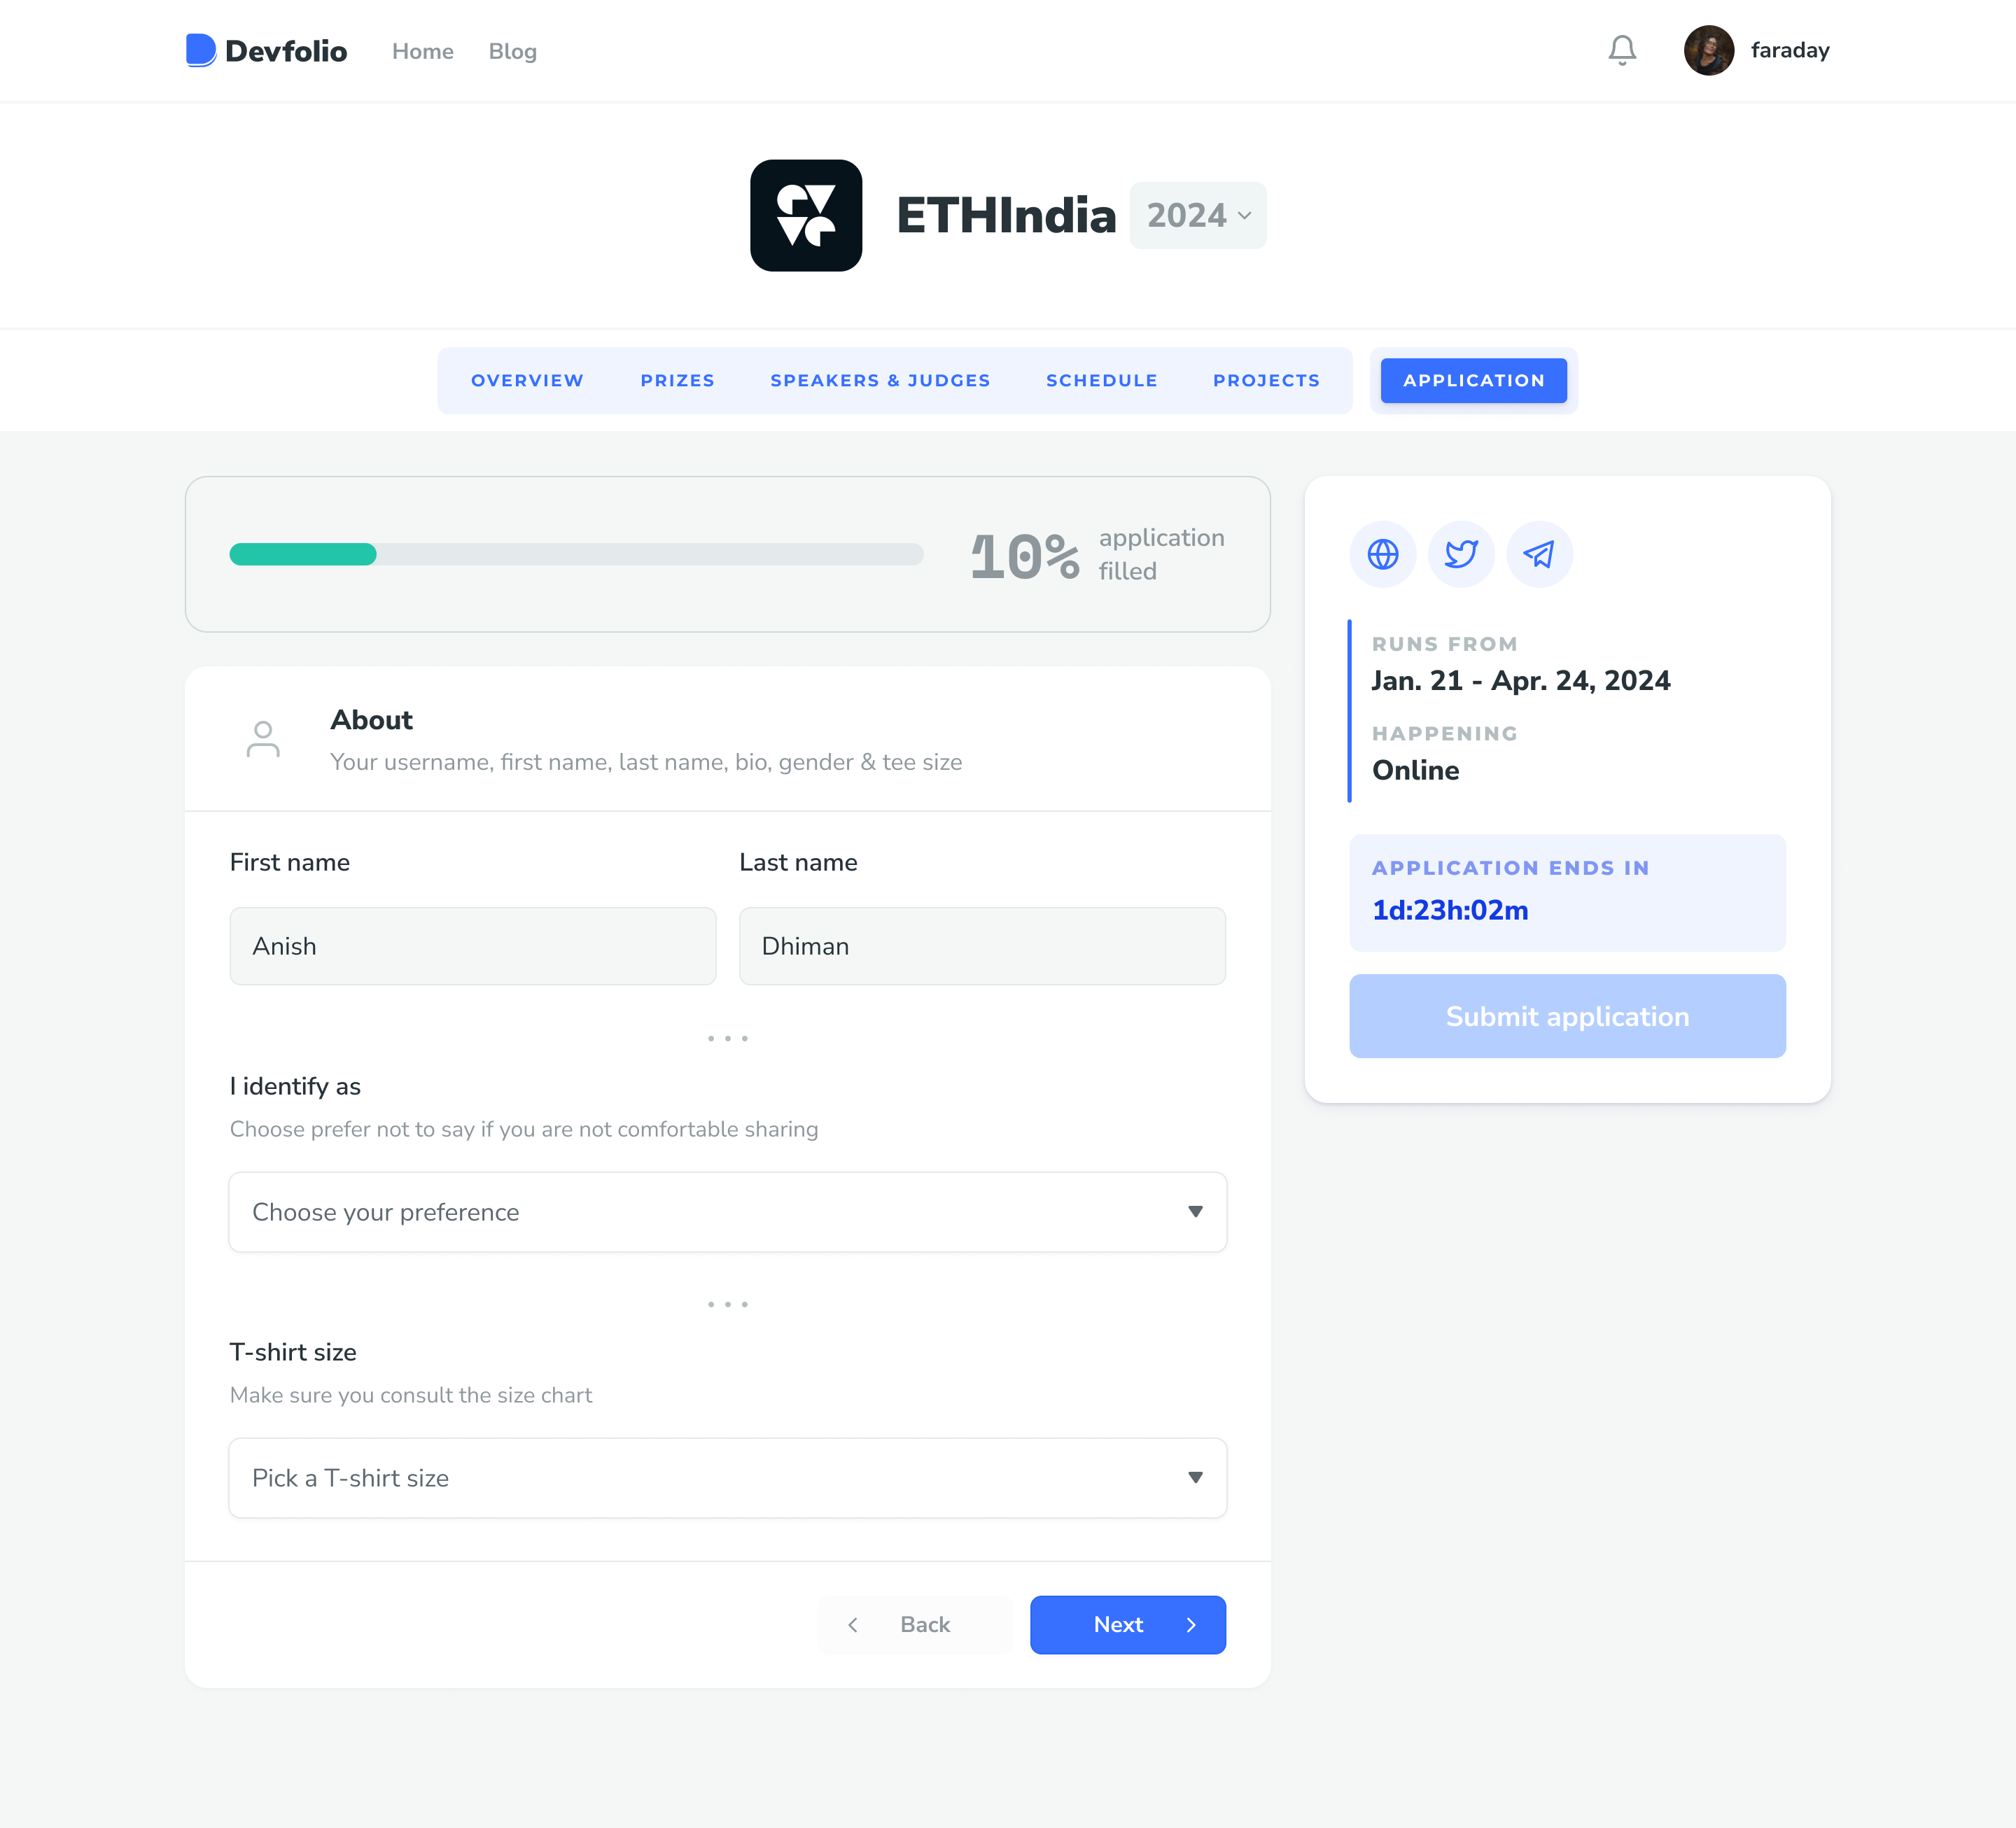 Devfolio
Home
Blog
faraday
ETHIndia
2024
OVERVIEW
PRIZES
SPEAKERS & JUDGES
SCHEDULE
PROJECTS
APPLICATION
10%
application
filled
About
Your username, first name, last name, bio, gender & tee size
First name
Last name
Anish
Dhiman
I identify as
Choose prefer not to say if you are not comfortable sharing
Choose your preference
T-shirt size
Make sure you consult the size chart
Pick a T-shirt size
Back
Next
RUNS FROM
Jan. 21 - Apr. 24, 2024
HAPPENING
Online
APPLICATION ENDS IN
1d:23h:02m
Submit application